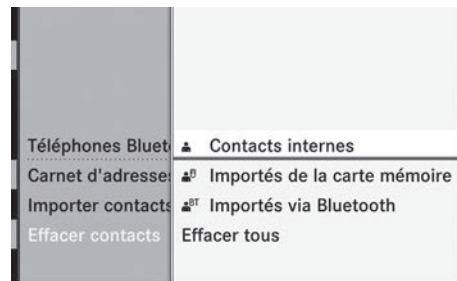 Téléphones Bluet
Carnet d'adresse
Importer contacts
Effacer contacts
Contacts internes
Importés de la carte mémoire
BT Importés via Bluetooth
Effacer tous